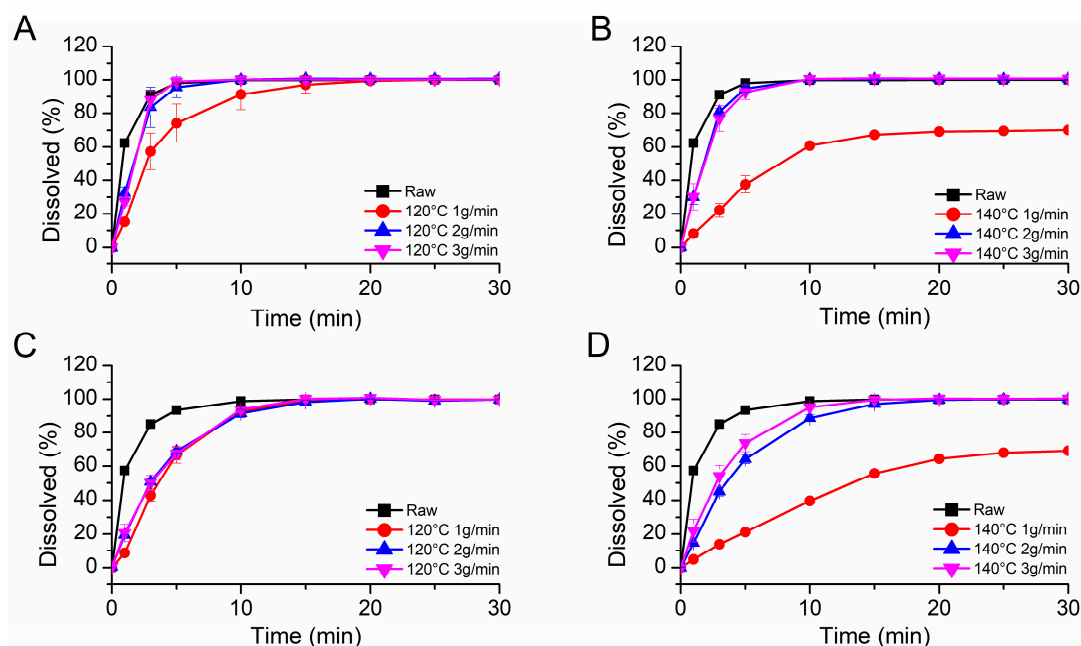 A
120
100
80
60
40
20
0
Dissolved (%)
Raw
120°C 1g/min
120°C 2g/min
120°C 3g/min
0 10 20 30
Time (min)
B
120
100
80
60
40
20
0
Dissolved (%)
Raw
140°C 1g/min
140°C 2g/min
140°C 3g/min
0 10 20 30
Time (min)
C
120
100
80
60
40
20
0
Dissolved (%)
Raw
120°C 1g/min
120°C 2g/min
120°C 3g/min
0 10 20 30
Time (min)
D
120
100
80
60
40
20
0
Dissolved (%)
Raw
140°C 1g/min
140°C 2g/min
140°C 3g/min
0 10 20 30
Time (min)